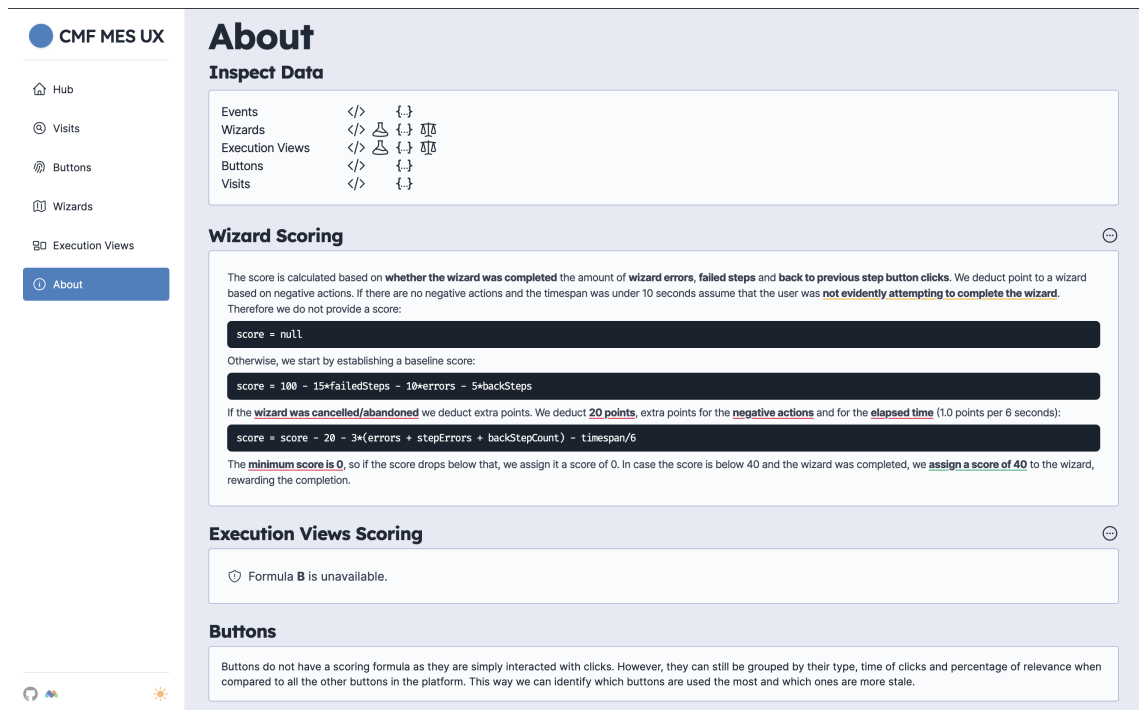 CMF MES UX
Hub
Visits
Buttons
Wizards
Execution Views
About
About
Inspect Data
Events </> {..}
Wizards </> {..}
Execution Views </> {..}
Buttons </> {..}
Visits </> {..}
Wizard Scoring
The score is calculated based on whether the wizard was completed the amount of wizard errors, failed steps and back to previous step button clicks. We deduct point to a wizard
based on negative actions. If there are no negative actions and the timespan was under 10 seconds assume that the user was not evidently attempting to complete the wizard.
Therefore we do not provide a score:
score = null
Otherwise, we start by establishing a baseline score:
score = 100 - 15*failedSteps - 10*errors - 5*backSteps
If the wizard was cancelled/abandoned we deduct extra points. We deduct 20 points, extra points for the negative actions and for the elapsed time (1.0 points per 6 seconds):
score = score - 20 - 3*(errors + stepErrors + backStepCount) - timespan/6
The minimum score is 0, so if the score drops below that, we assign it a score of 0. In case the score is below 40 and the wizard was completed, we assign a score of 40 to the wizard,
rewarding the completion.
Execution Views Scoring
Formula B is unavailable.
Buttons
Buttons do not have a scoring formula as they are simply interacted with clicks. However, they can still be grouped by their type, time of clicks and percentage of relevance when
compared to all the other buttons in the platform. This way we can identify which buttons are used the most and which ones are more stale.